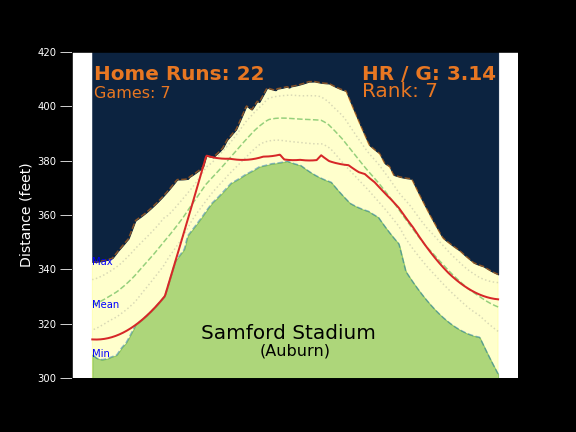 Home Runs: 22
HR / G: 3.14
Games: 7
Rank: 7
420
400
380
360
340
320
300
Distance (feet)
Max
Mean
Min
Samford Stadium
(Auburn)